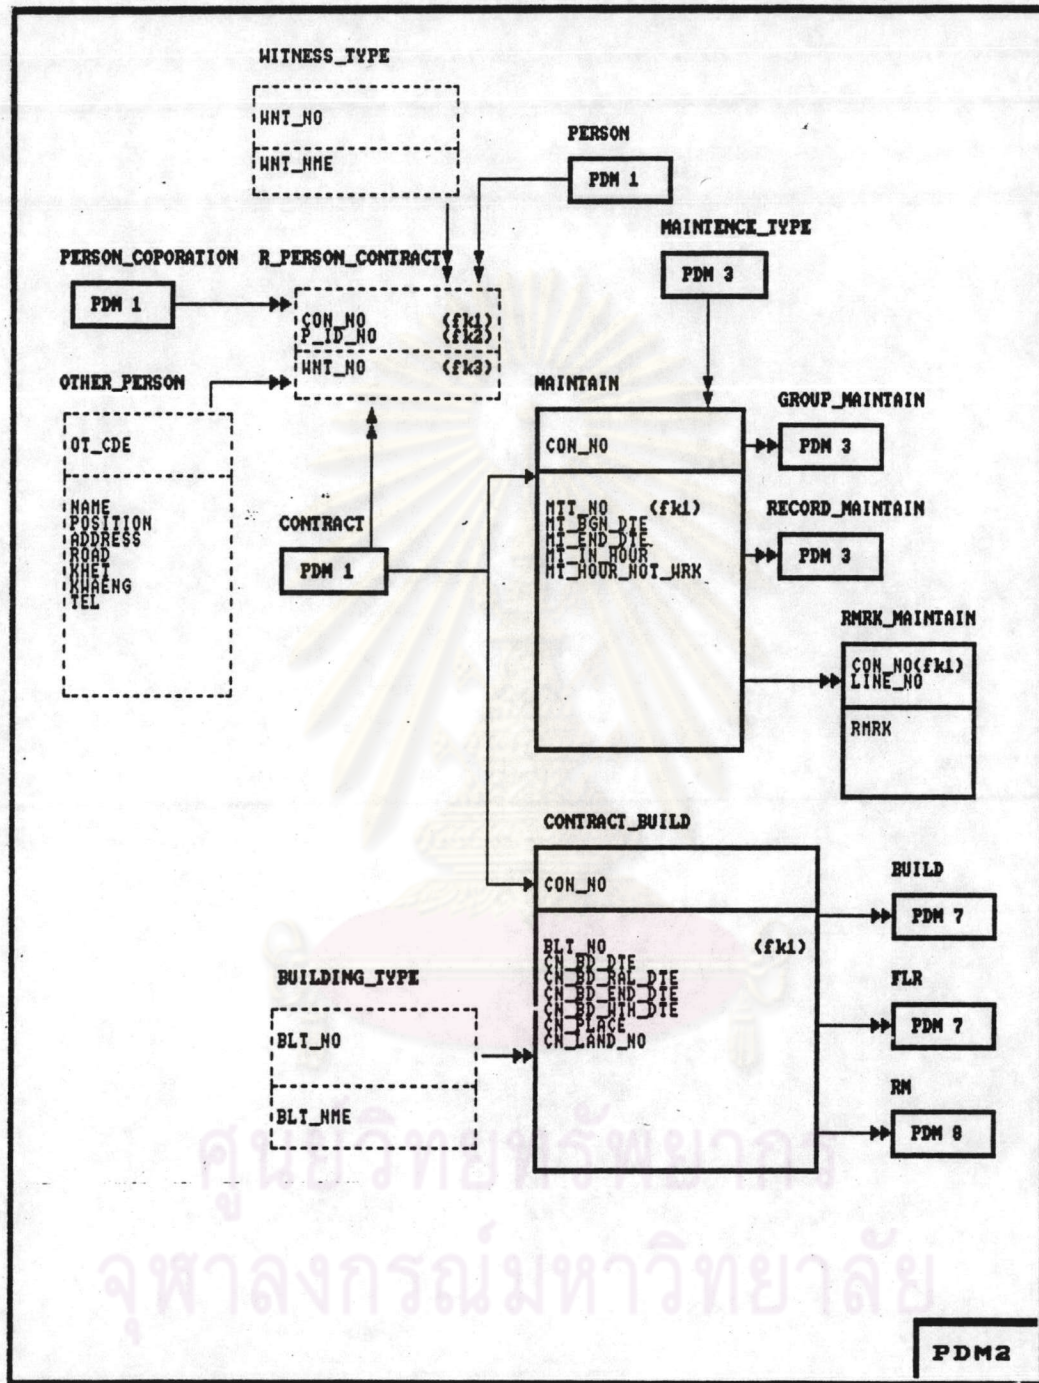 WITNESS_TYPE
WNT_NO
WNT_NME
PERSON
PDM 1
MAINTENCE_TYPE
PDM 3
PERSON_COPORATION
PDM 1
R_PERSON_CONTRACT
CON_NO (fk1)
P_ID_NO (fk2)
WNT_NO (fk3)
OTHER_PERSON
OT_CDE
NAME
POSITION
ADDRESS
ROAD
KHET
KHAENG
TEL
CONTRACT
PDM 1
MAINTAIN
CON_NO
MTT_NO (fk1)
MT_BGN_DTE
MT_END_DTE
MT_IN_HOUR
MT_HOUR_NOT_WRK
GROUP_MAINTAIN
PDM 3
RECORD_MAINTAIN
PDM 3
RMRK_MAINTAIN
CON_NO(fk1)
LINE_NO
RMRK
CONTRACT_BUILD
CON_NO
BLT_NO (fk1)
CN_BD_DTE
CN_BD_RAL_DTE
CN_BD_END_DTE
CN_BD_WTH_DTE
CN_PLACE
CN_LAND_NO
BUILD
PDM 7
FLR
PDM 7
RM
PDM 8
BUILDING_TYPE
BLT_NO
BLT_NME
ศูนย์วิทยทรัพยากร
จุฬาลงกรณ์มหาวิทยาลัย
PDM2